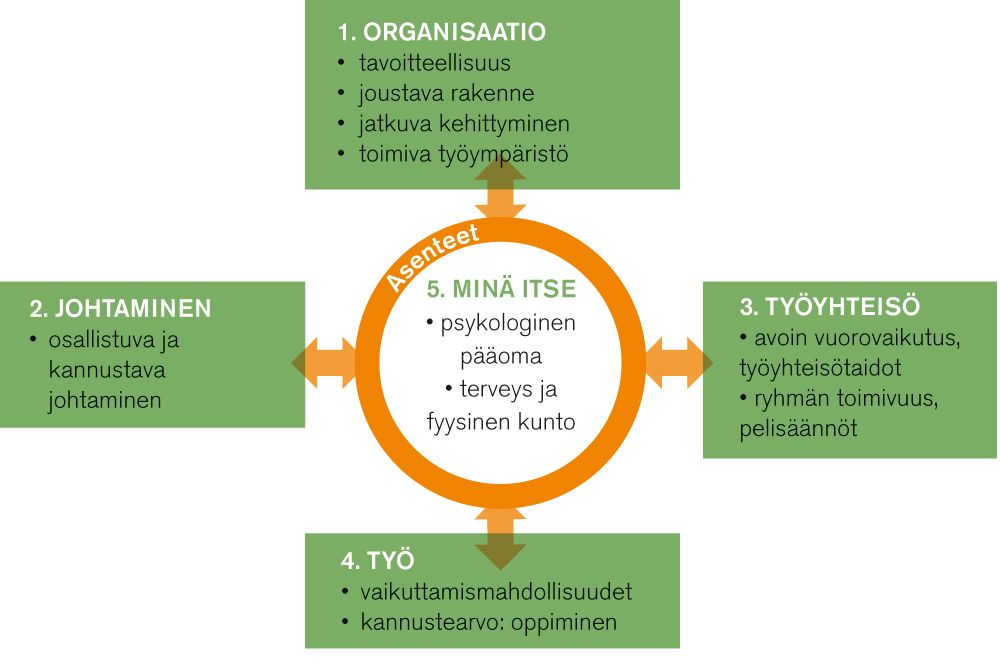 1. ORGANISAATIO
• tavoitteellisuus
• joustava rakenne
• jatkuva kehittyminen
• toimiva työympäristö
Asenteet
5. MINÄ ITSE
• psykologinen
pääoma
• terveys ja
fyysinen kunto
2. JOHTAMINEN
• osallistuva ja
kannustava
johtaminen
3. TYÖYHTEISÖ
• avoin vuorovaikutus,
työyhteisötaidot
• ryhmän toimivuus,
pelisäännöt
4. TYÖ
• vaikuttamismahdollisuudet
• kannustearvo: oppiminen